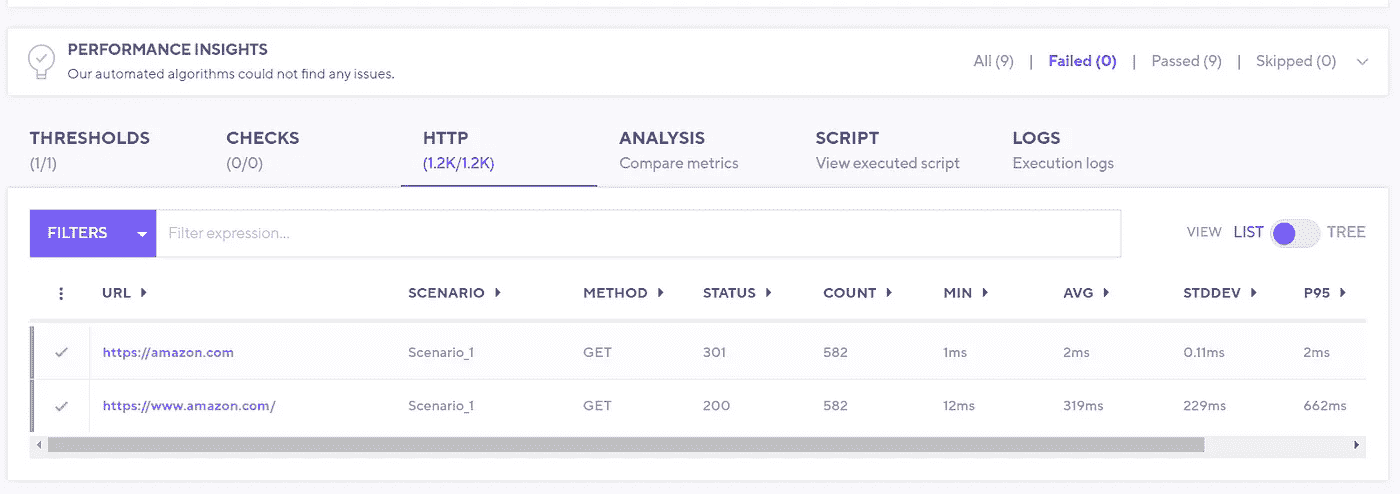 PERFORMANCE INSIGHTS
Our automated algorithms could not find any issues.
All (9) | Failed (0) | Passed (9) | Skipped (0)
THRESHOLDS CHECKS HTTP ANALYSIS SCRIPT LOGS
(1/1) (0/0) (1.2K/1.2K) Compare metrics View executed script Execution logs
FILTERS Filter expression... VIEW LIST TREE
URL SCENARIO METHOD STATUS COUNT MIN AVG STDDEV P95
https://amazon.com Scenario_1 GET 301 582 1ms 2ms 0.11ms 2ms
https://www.amazon.com/ Scenario_1 GET 200 582 12ms 319ms 229ms 662ms